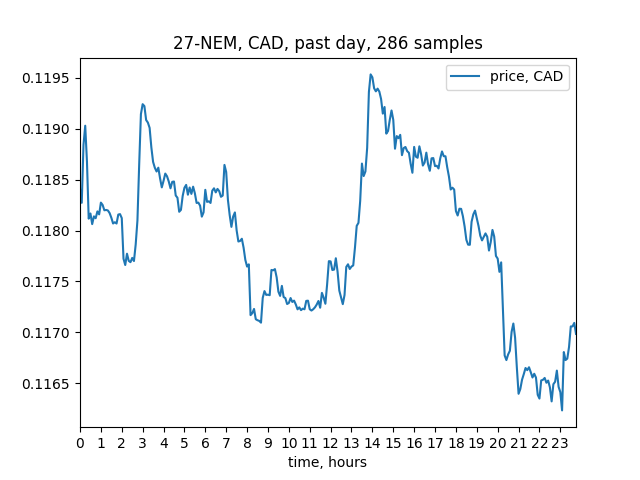 27-NEM, CAD, past day, 286 samples
price, CAD
0.1195
0.1190
0.1185
0.1180
0.1175
0.1170
0.1165
0 1 2 3 4 5 6 7 8 9 10 11 12 13 14 15 16 17 18 19 20 21 22 23
time, hours